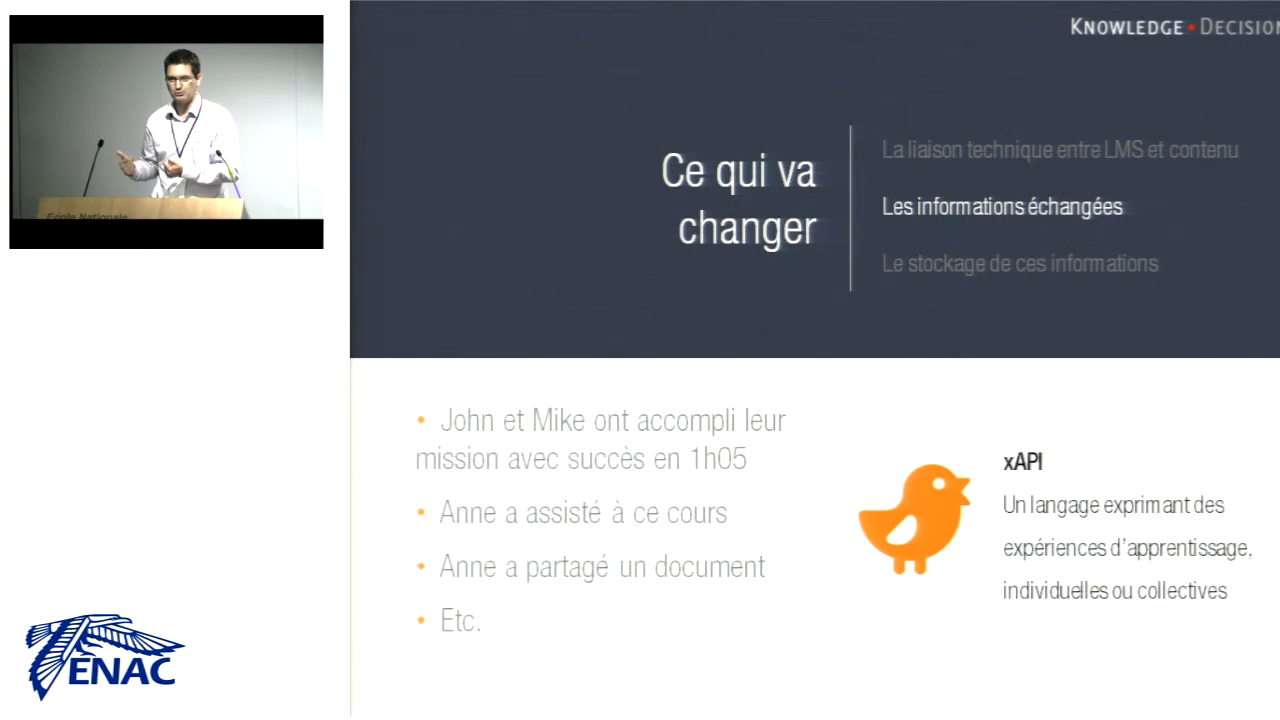 KNOWLEDGE • DECISION
Ce qui va
changer
La liaison technique entre LMS et contenu
Les informations échangées
Le stockage de ces informations
• John et Mike ont accompli leur
mission avec succès en 1h05
• Anne a assisté à ce cours
• Anne a partagé un document
• Etc.
xAPI
Un langage exprimant des
expériences d'apprentissage,
individuelles ou collectives
Ecole Nationale
ENAC